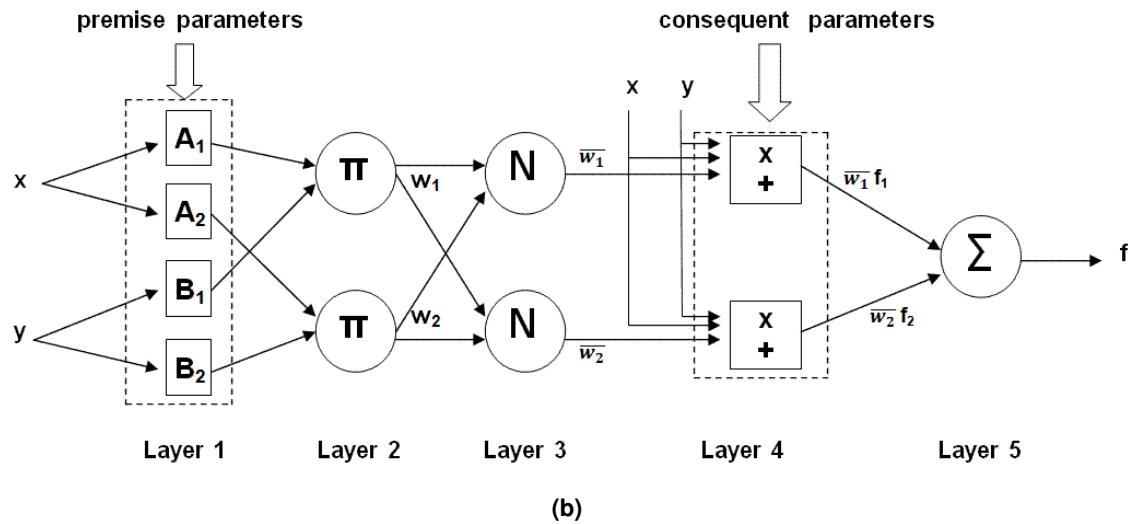 premise parameters
consequent parameters
x
y
A₁
A₂
B₁
B₂
x
y
π
π
w₁
w₂
N
N
w̅₁
w̅₂
x
+
x
+
w̅₁ f₁
w̅₂ f₂
Σ
f
Layer 1
Layer 2
Layer 3
Layer 4
Layer 5
(b)